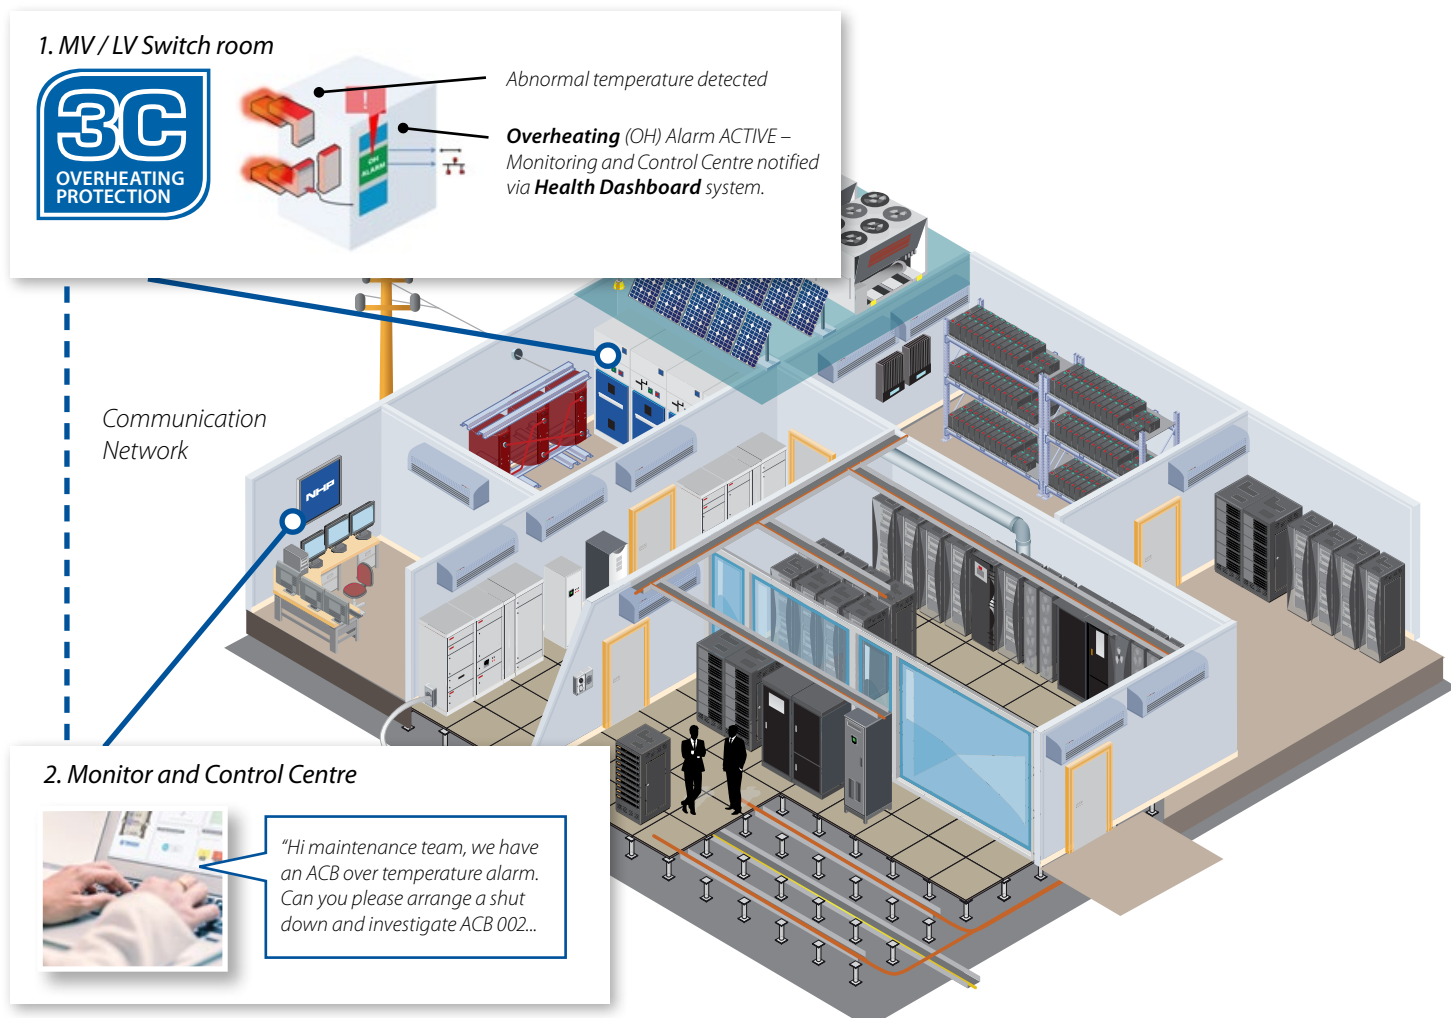 1. MV / LV Switch room
3C
OVERHEATING
PROTECTION
!
OH
ALARM
Abnormal temperature detected
Overheating (OH) Alarm ACTIVE –
Monitoring and Control Centre notified
via Health Dashboard system.
Communication
Network
NHP
2. Monitor and Control Centre
“Hi maintenance team, we have
an ACB over temperature alarm.
Can you please arrange a shut
down and investigate ACB 002...